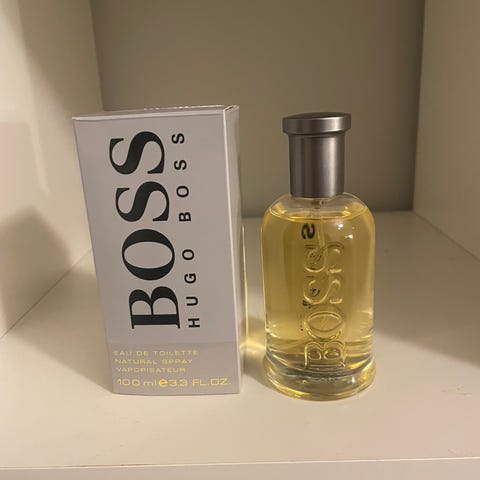 BOSS
HUGO BOSS
EAU DE TOILETTE
NATURAL SPRAY
VAPORISATEUR
100 ml e 3.3 FL.OZ.
BOSS